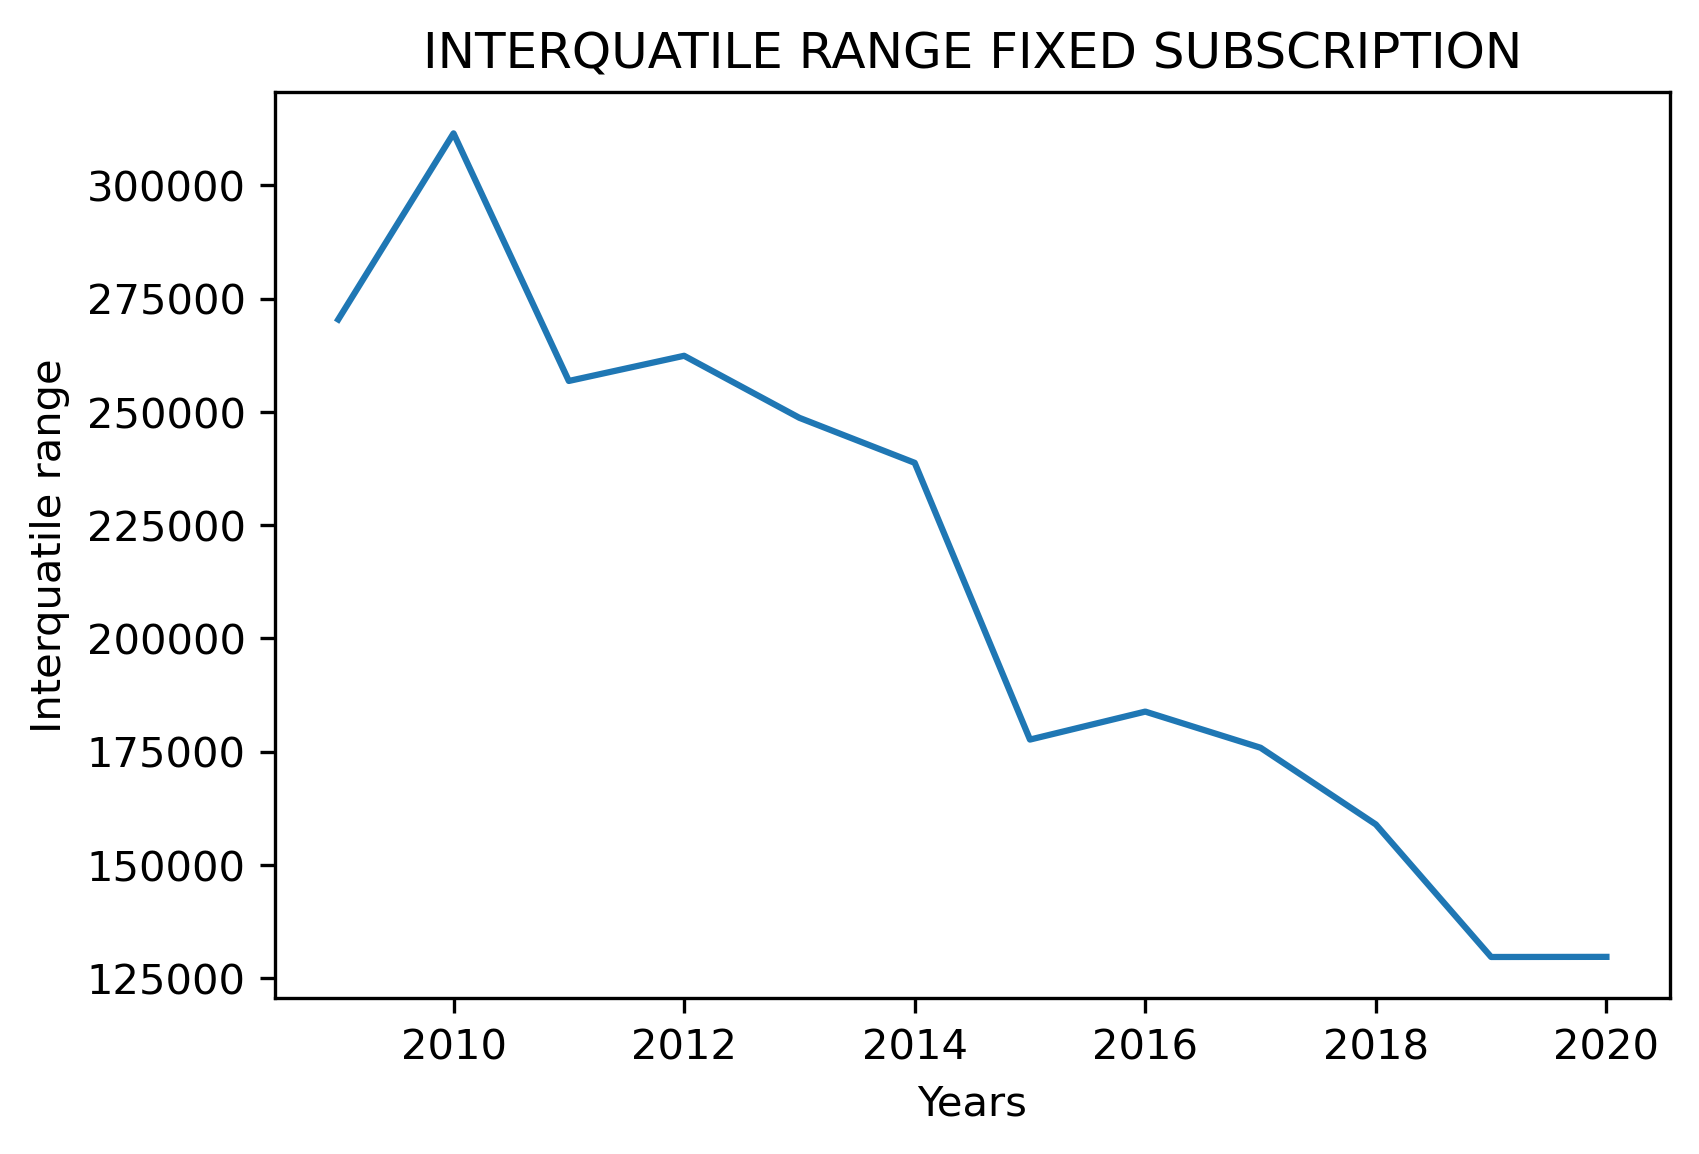 INTERQUATILE RANGE FIXED SUBSCRIPTION
Interquatile range
300000
275000
250000
225000
200000
175000
150000
125000
2010 2012 2014 2016 2018 2020
Years